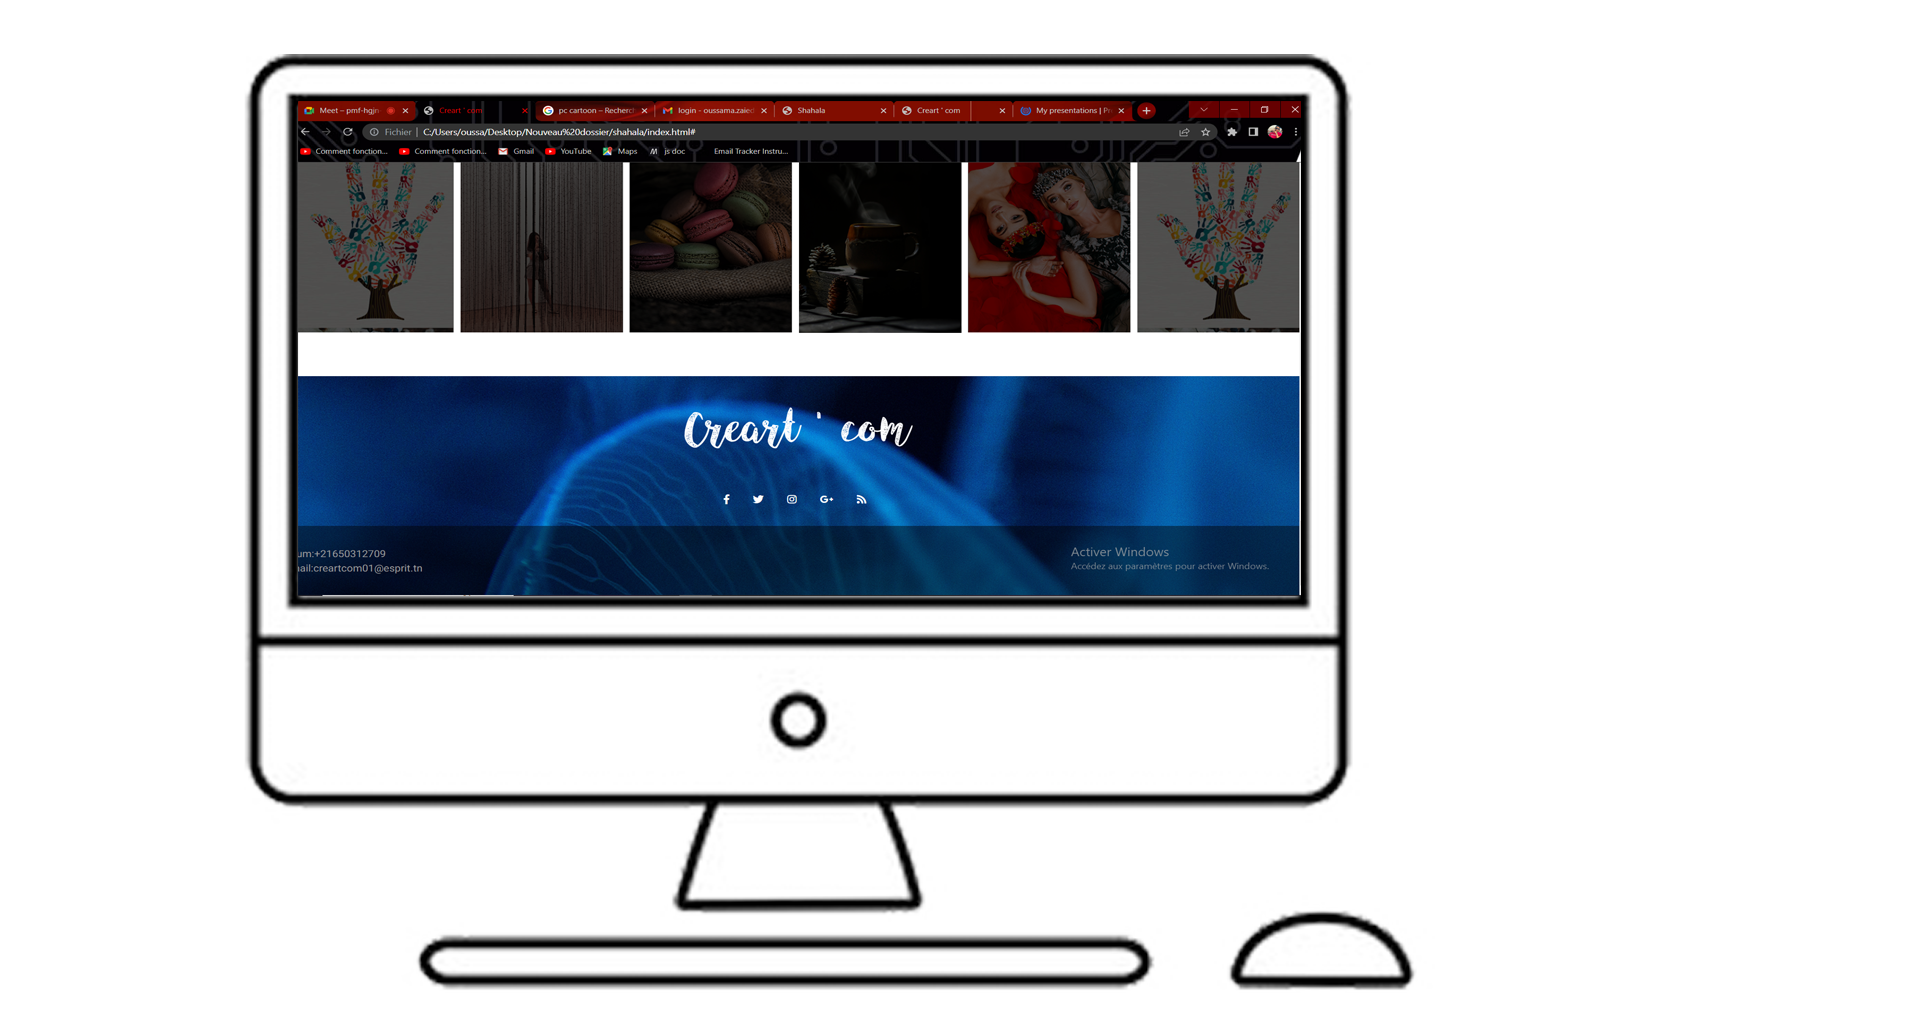 Meet – pmf-hgjn Creart ' com pc cartoon – Recherch login - oussama.zaied Shahala Creart ' com My presentations | Pr
Fichier | C:/Users/oussa/Desktop/Nouveau%20dossier/shahala/index.html#
Comment fonction... Comment fonction... Gmail YouTube Maps js doc Email Tracker Instru...
Creart ' com
um:+21650312709
ail:creartcom01@esprit.tn
Activer Windows
Accédez aux paramètres pour activer Windows.